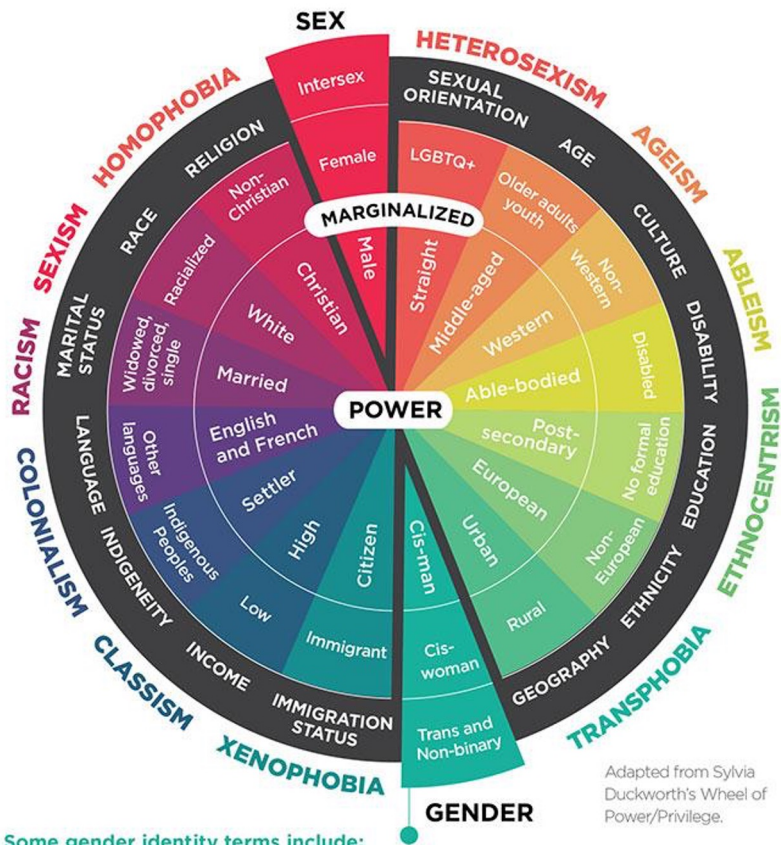 SEX
HETEROSEXISM
AGEISM
ABLEISM
ETHNOCENTRISM
TRANSPHOBIA
XENOPHOBIA
CLASSISM
COLONIALISM
RACISM
SEXISM
HOMOPHOBIA
SEXUAL
ORIENTATION
AGE
CULTURE
DISABILITY
EDUCATION
ETHNICITY
GEOGRAPHY
IMMIGRATION
STATUS
INCOME
INDIGENEITY
LANGUAGE
MARITAL
STATUS
RACE
RELIGION
Intersex
Female
Male
MARGINALIZED
LGBTQ+
Straight
Older adults
youth
Middle-aged
Non-
Western
Western
Disabled
Able-bodied
No formal
education
Post-
secondary
Non-
European
European
Rural
Urban
Cis-man
Cis-
woman
Trans and
Non-binary
Immigrant
Citizen
Low
High
Indigenous
Peoples
Settler
Other
languages
English
and French
Widowed,
divorced,
single
Married
Racialized
White
Non-
Christian
Christian
POWER
GENDER
Adapted from Sylvia
Duckworth's Wheel of
Power/Privilege.
Some gender identity terms include: